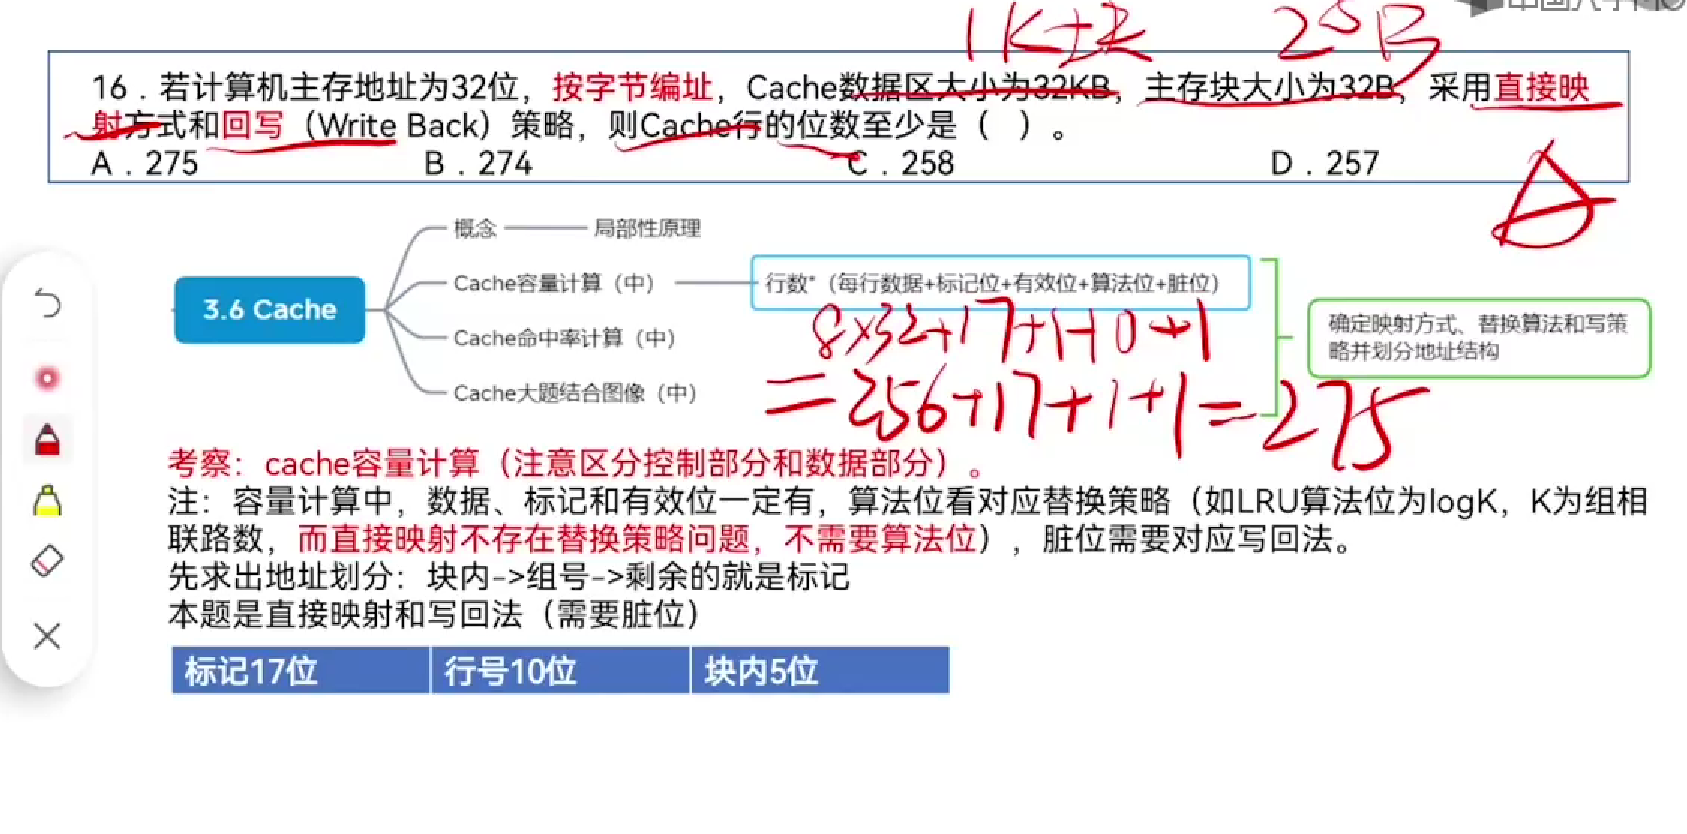 1K块 2⁵B
16．若计算机主存地址为32位，按字节编址，Cache数据区大小为32KB，主存块大小为32B，采用直接映
射方式和回写（Write Back）策略，则Cache行的位数至少是（ ）。
A．275 B．274 C．258 D．257
A
概念 局部性原理
Cache容量计算（中） 行数*（每行数据+标记位+有效位+算法位+脏位）
3.6 Cache
确定映射方式、替换算法和写策
略并划分地址结构
8×32+17+1+0+1
Cache命中率计算（中）
=256+17+1+1=275
Cache大题结合图像（中）
考察：cache容量计算（注意区分控制部分和数据部分）。
注：容量计算中，数据、标记和有效位一定有，算法位看对应替换策略（如LRU算法位为logK，K为组相
联路数，而直接映射不存在替换策略问题，不需要算法位），脏位需要对应写回法。
先求出地址划分：块内->组号->剩余的就是标记
本题是直接映射和写回法（需要脏位）
标记17位 行号10位 块内5位